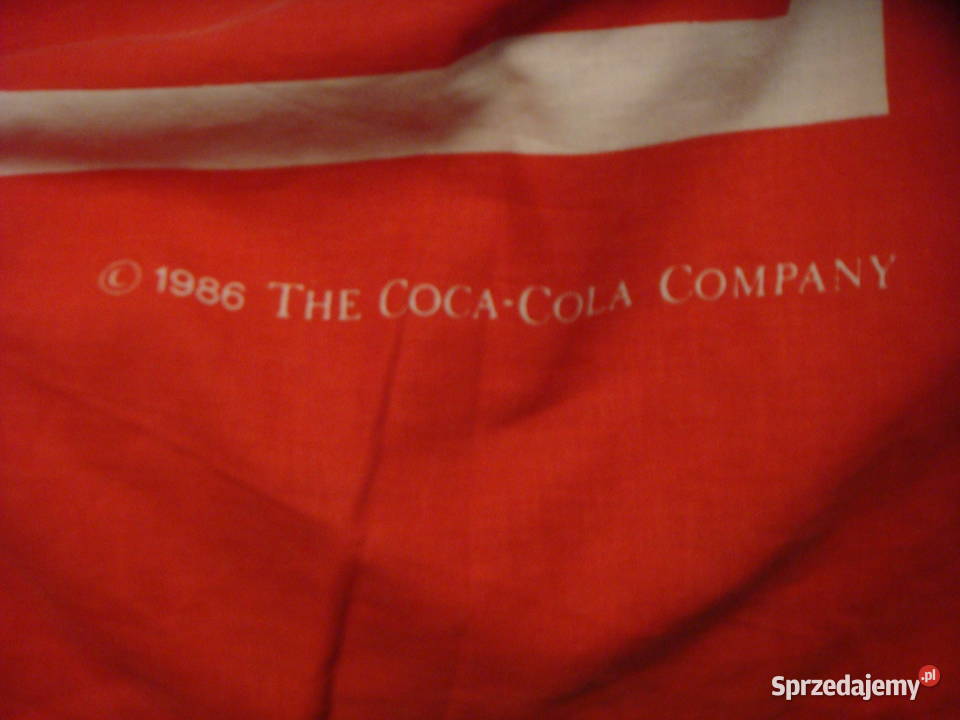 © 1986 THE COCA-COLA COMPANY
Sprzedajemy.pl